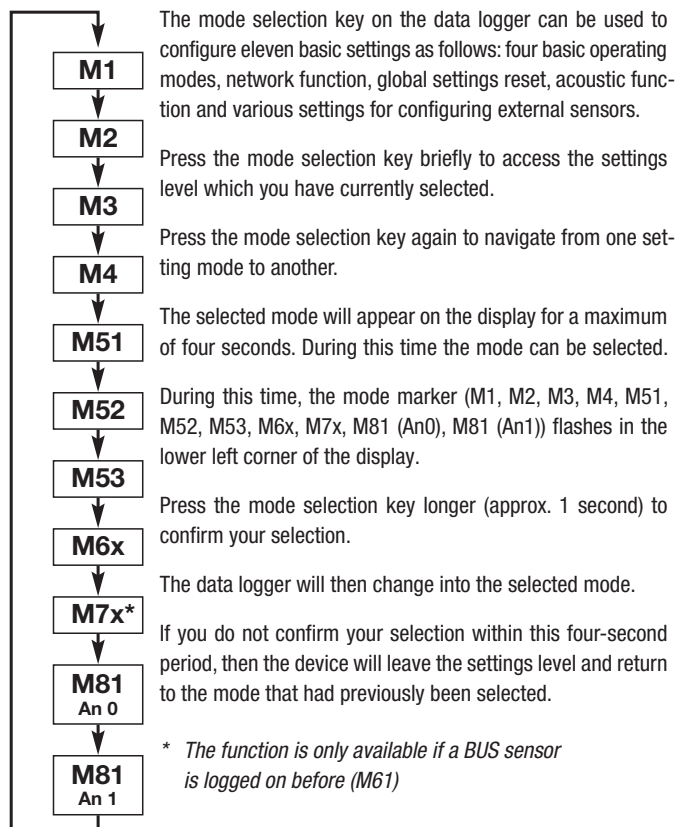 M1
M2
M3
M4
M51
M52
M53
M6x
M7x*
M81
An 0
M81
An 1
The mode selection key on the data logger can be used to
configure eleven basic settings as follows: four basic operating
modes, network function, global settings reset, acoustic func-
tion and various settings for configuring external sensors.
Press the mode selection key briefly to access the settings
level which you have currently selected.
Press the mode selection key again to navigate from one set-
ting mode to another.
The selected mode will appear on the display for a maximum
of four seconds. During this time the mode can be selected.
During this time, the mode marker (M1, M2, M3, M4, M51,
M52, M53, M6x, M7x, M81 (An0), M81 (An1)) flashes in the
lower left corner of the display.
Press the mode selection key longer (approx. 1 second) to
confirm your selection.
The data logger will then change into the selected mode.
If you do not confirm your selection within this four-second
period, then the device will leave the settings level and return
to the mode that had previously been selected.
* The function is only available if a BUS sensor
is logged on before (M61)